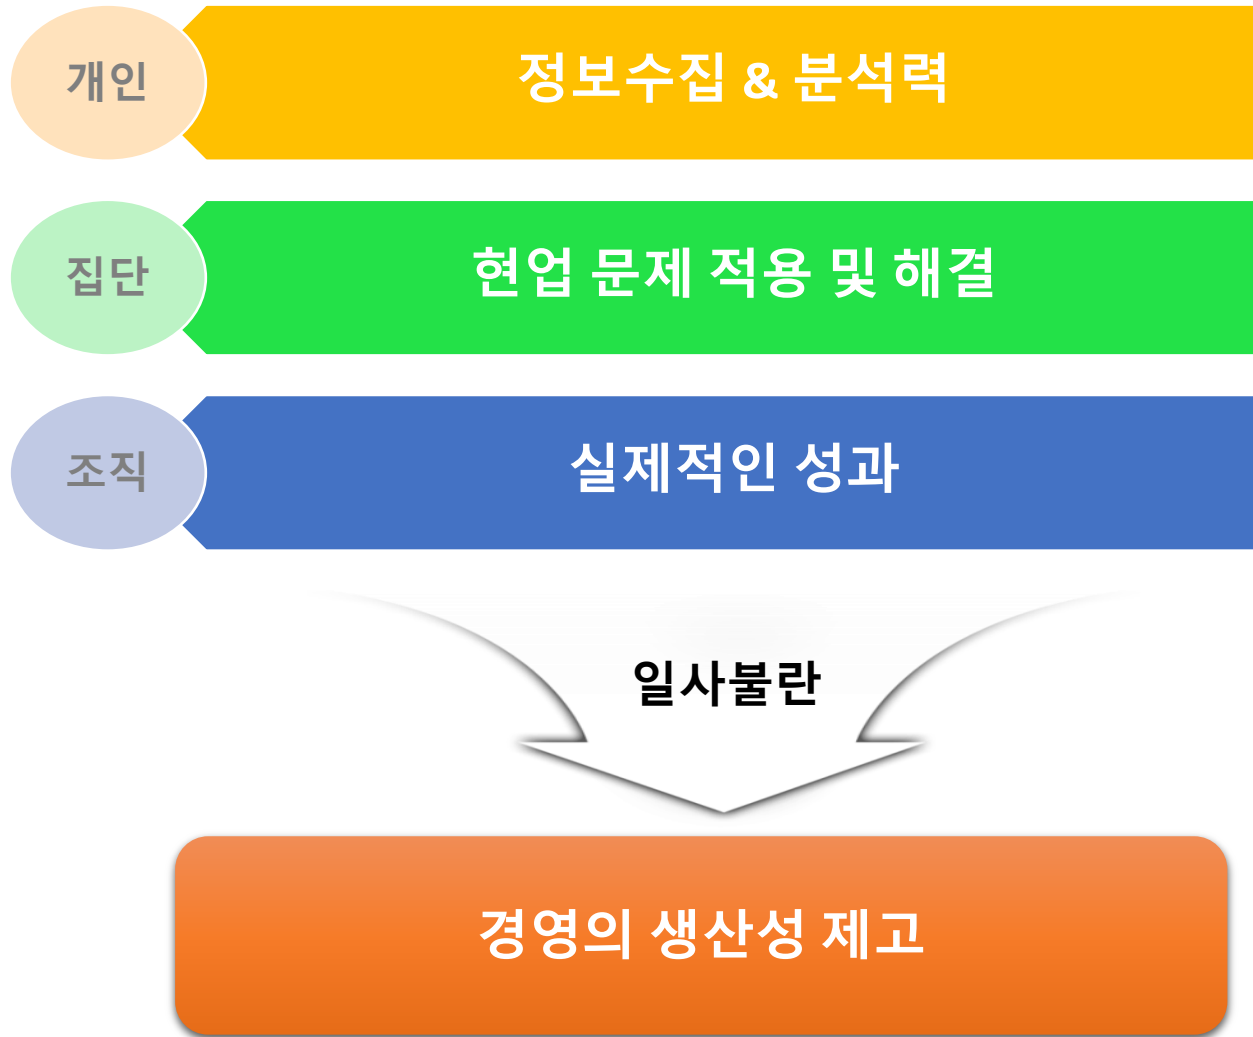 개인
정보수집 & 분석력
집단
현업 문제 적용 및 해결
조직
실제적인 성과
일사불란
경영의 생산성 제고